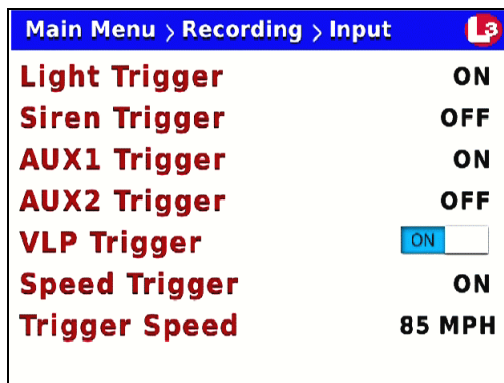 Main Menu > Recording > Input L3
Light Trigger ON
Siren Trigger OFF
AUX1 Trigger ON
AUX2 Trigger OFF
VLP Trigger ON
Speed Trigger ON
Trigger Speed 85 MPH